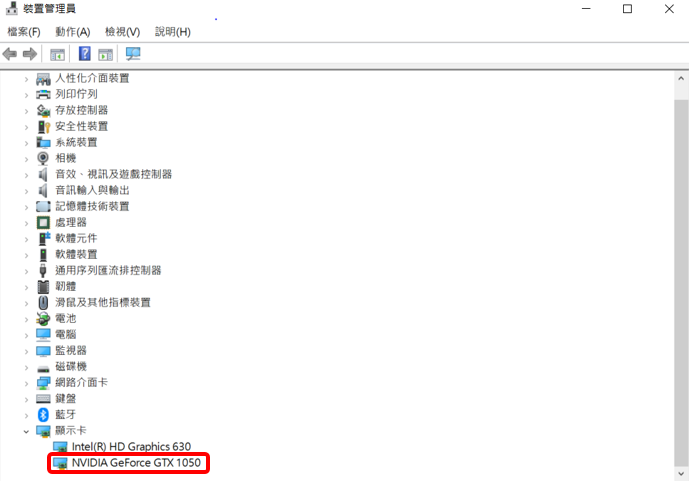 裝置管理員
檔案(F) 動作(A) 檢視(V) 說明(H)
人性化介面裝置
列印佇列
存放控制器
安全性裝置
系統裝置
相機
音效、視訊及遊戲控制器
音訊輸入與輸出
記憶體技術裝置
處理器
軟體元件
軟體裝置
通用序列匯流排控制器
韌體
滑鼠及其他指標裝置
電池
電腦
監視器
磁碟機
網路介面卡
鍵盤
藍牙
顯示卡
Intel(R) HD Graphics 630
NVIDIA GeForce GTX 1050